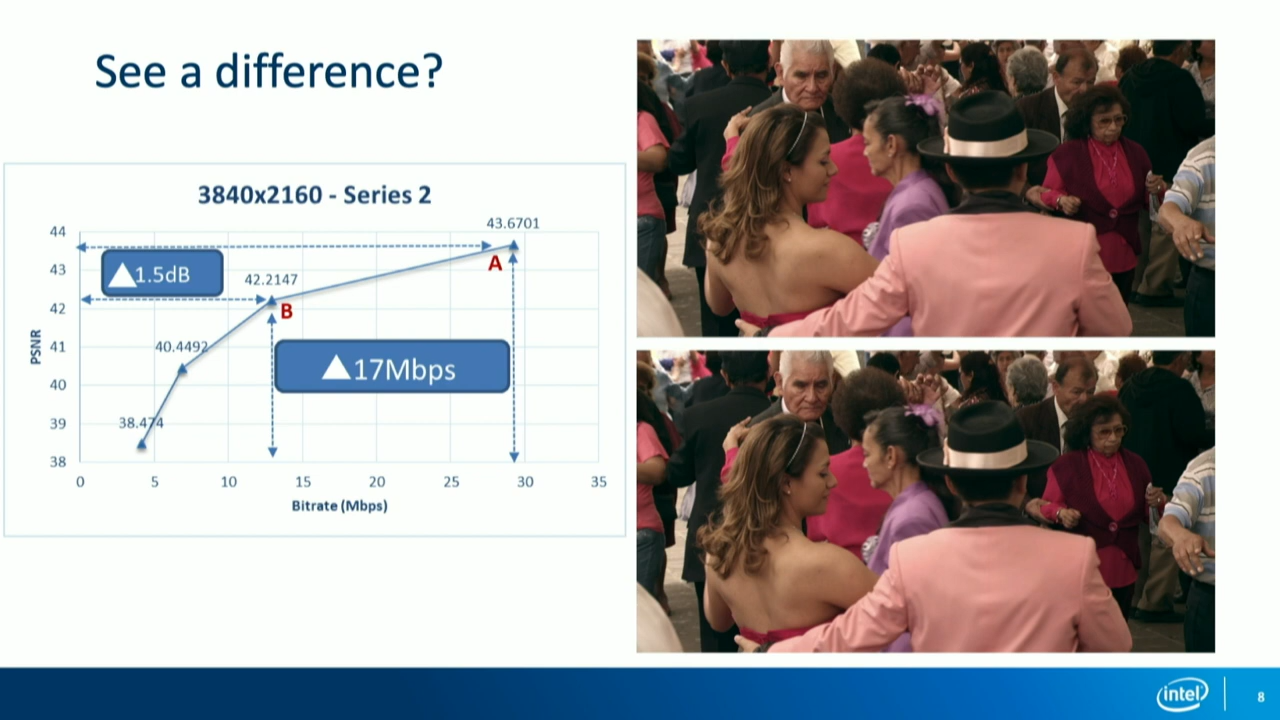 See a difference?
3840x2160 - Series 2
44
43
42
41
40
39
38
PSNR
43.6701
A
1.5dB
42.2147
B
40.4492
17Mbps
38.474
0 5 10 15 20 25 30 35
Bitrate (Mbps)
intel
8